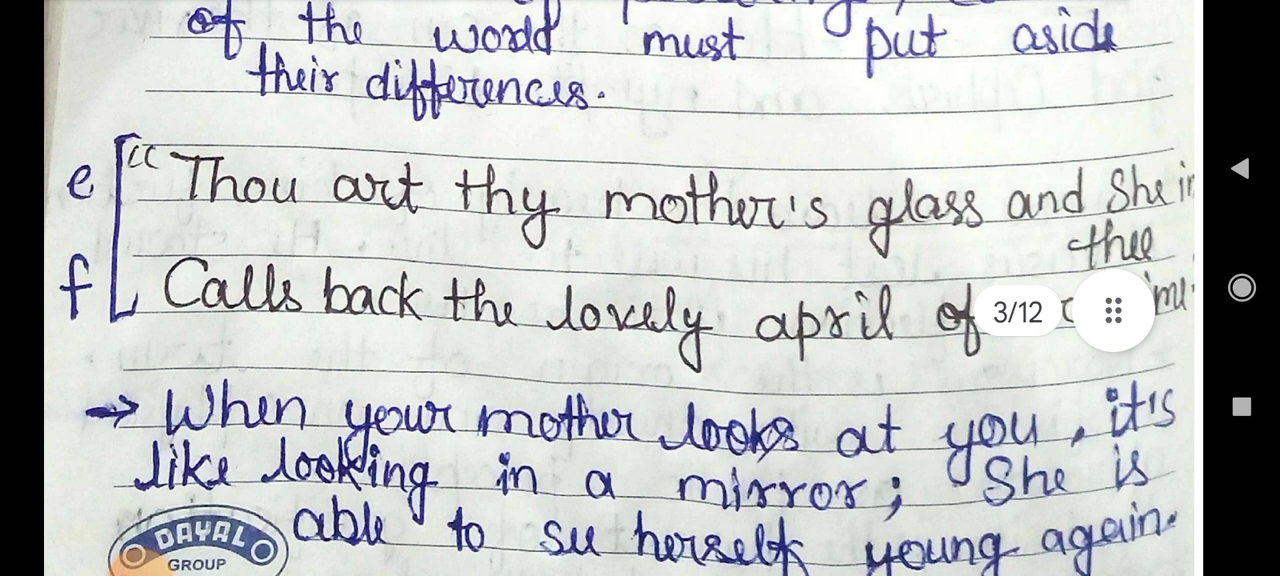 of the world must put aside
their differences.
e [ "Thou art thy mother's glass and She in
thee
f Calls back the lovely april of
3/12
→ When your mother looks at you, it's
like looking in a mirror; She is
able to see herself young again.
DAYAL
GROUP